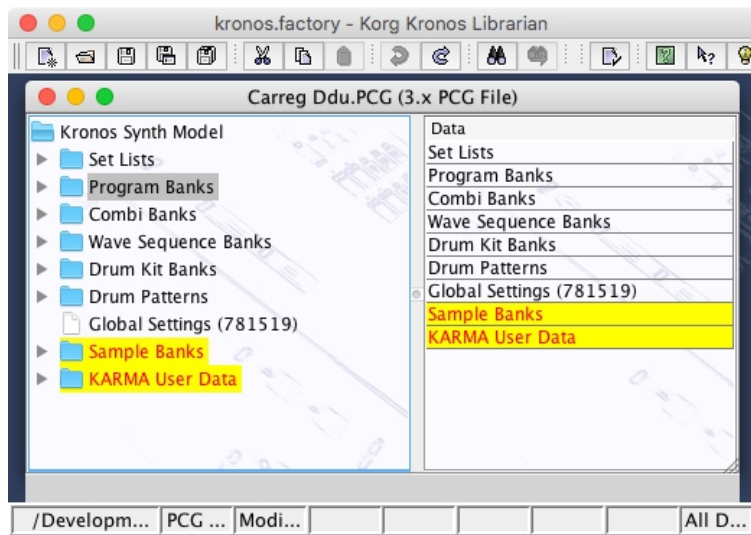 kronos.factory - Korg Kronos Librarian
Carreg Ddu.PCG (3.x PCG File)
Kronos Synth Model
Set Lists
Program Banks
Combi Banks
Wave Sequence Banks
Drum Kit Banks
Drum Patterns
Global Settings (781519)
Sample Banks
KARMA User Data
Data
Set Lists
Program Banks
Combi Banks
Wave Sequence Banks
Drum Kit Banks
Drum Patterns
Global Settings (781519)
Sample Banks
KARMA User Data
/Developm... PCG ... Modi... All D...